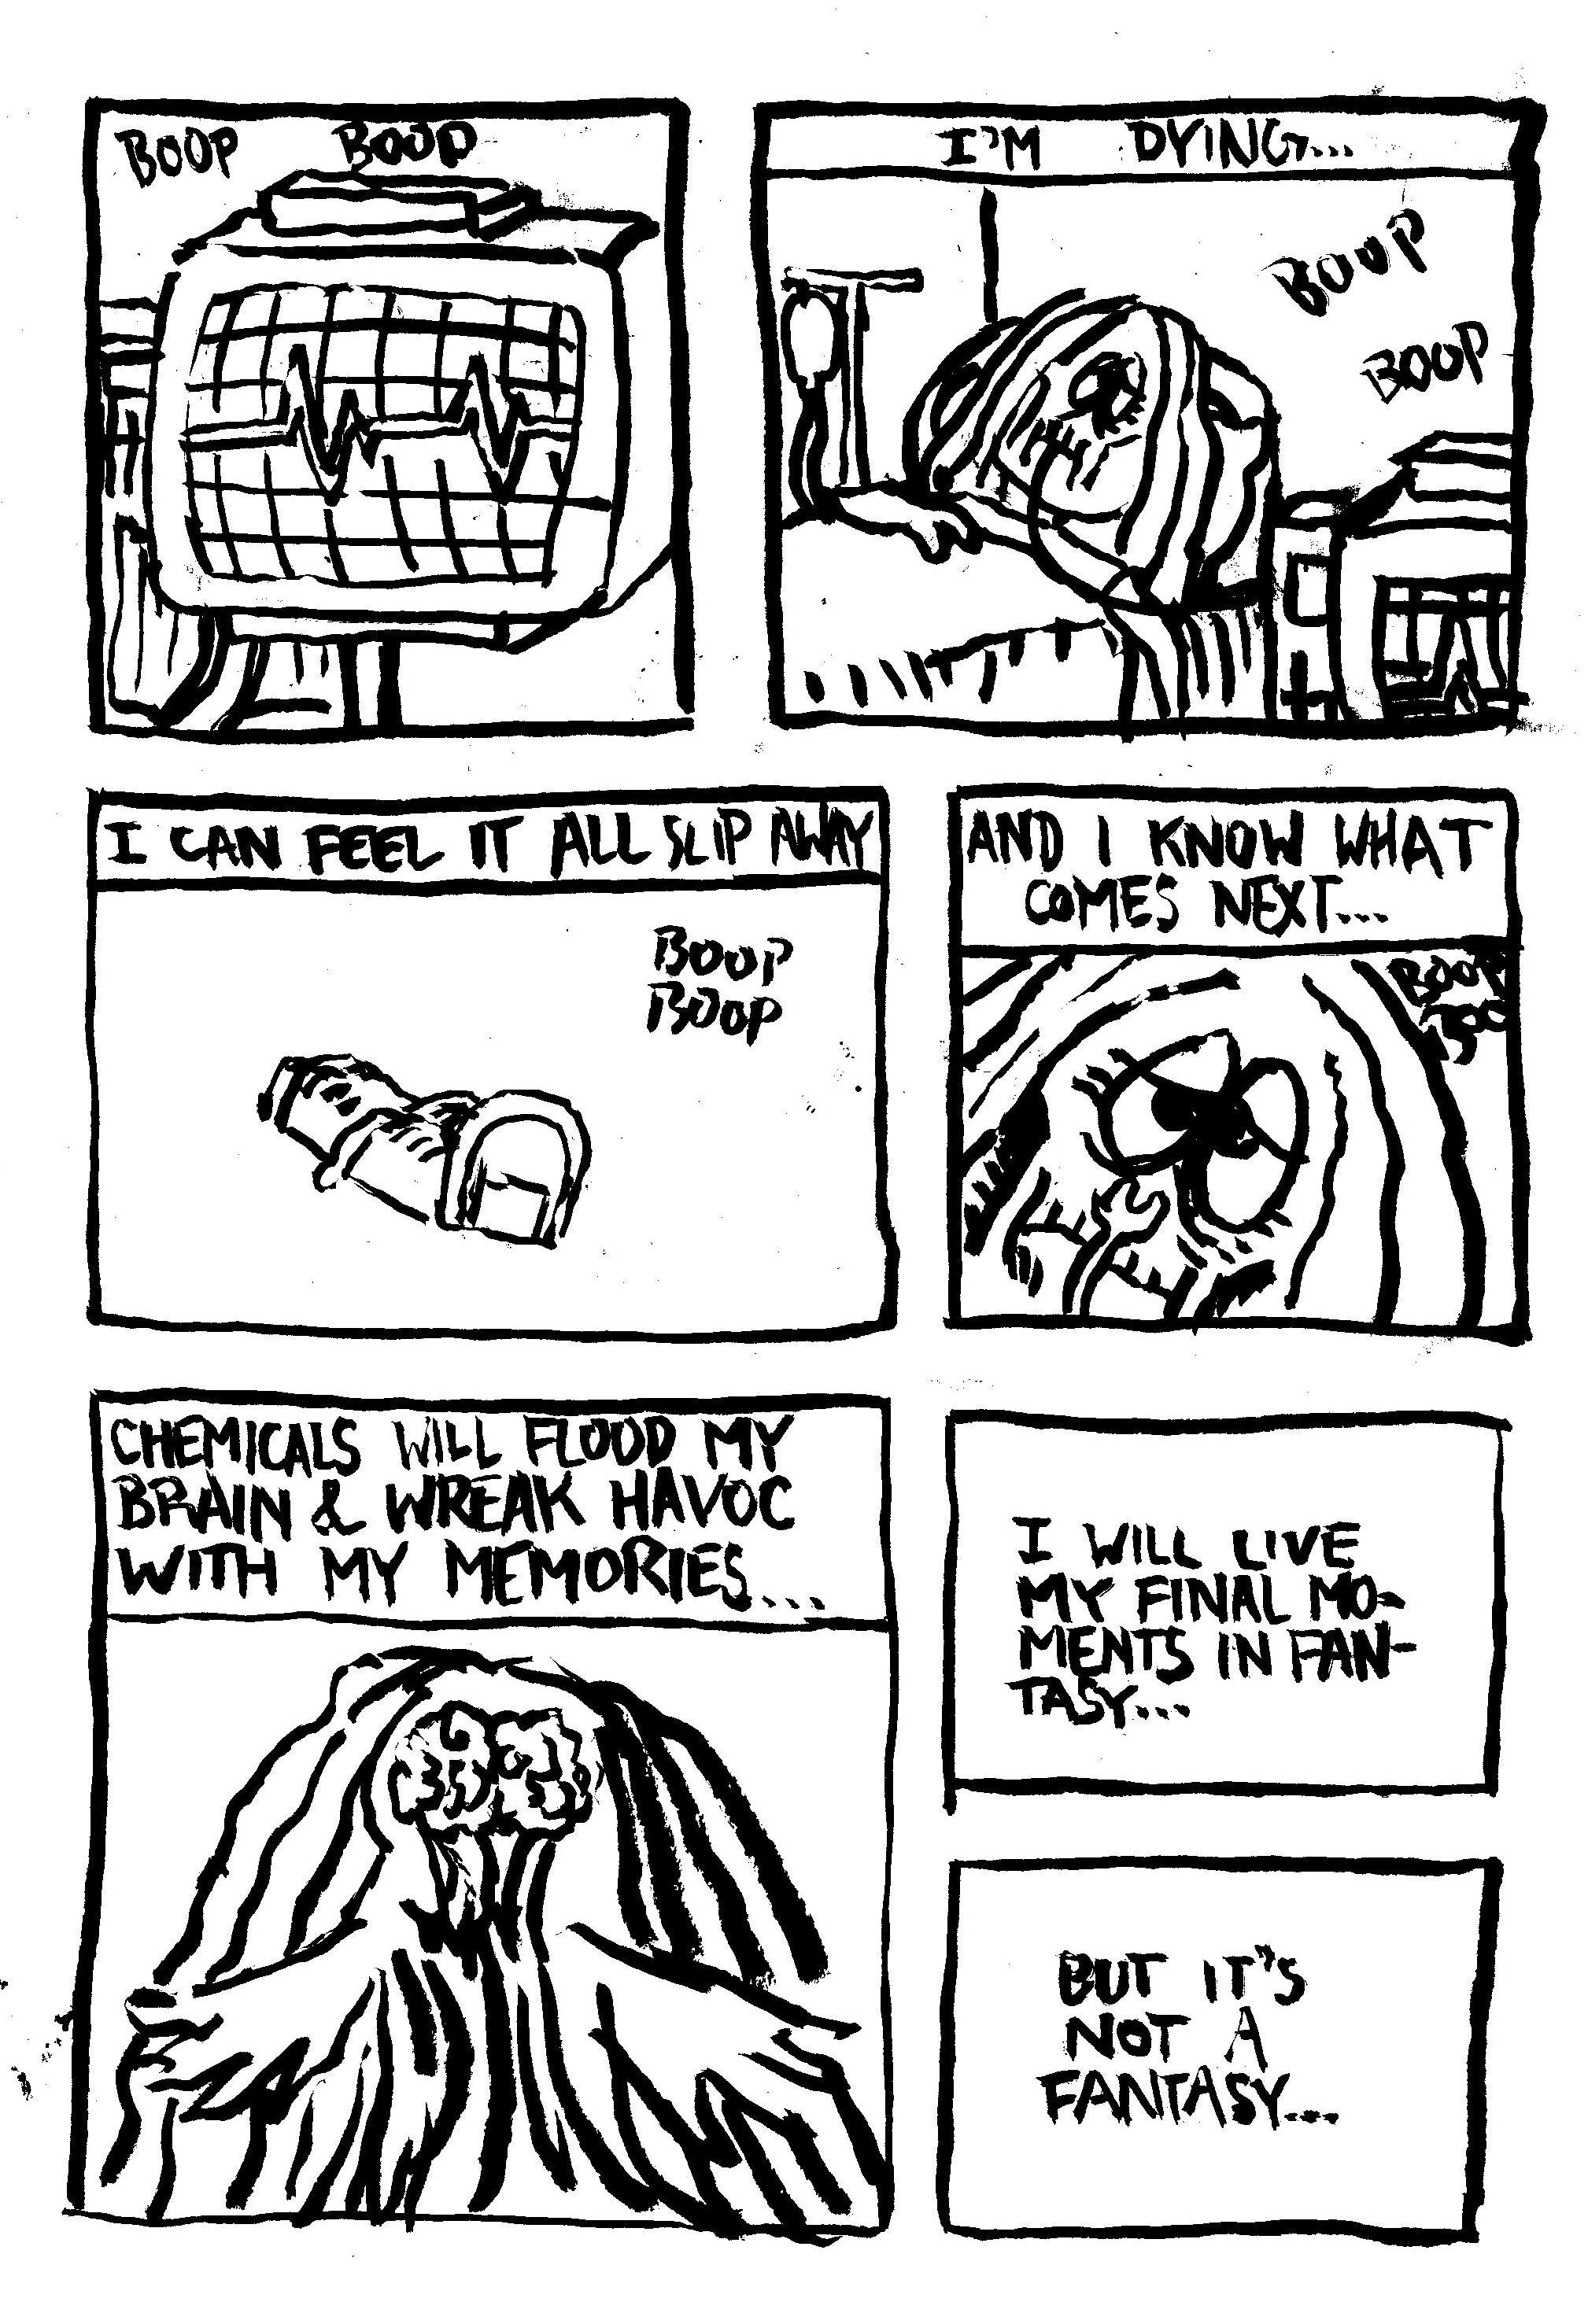 BOOP BOOP
I'M DYING...
BOOP
BOOP
I CAN FEEL IT ALL SLIP AWAY
BOOP
BOOP
AND I KNOW WHAT
COMES NEXT...
BOOP
BOO
CHEMICALS WILL FLOOD MY
BRAIN & WREAK HAVOC
WITH MY MEMORIES...
I WILL LIVE
MY FINAL MO-
MENTS IN FAN-
TASY...
BUT IT'S
NOT A
FANTASY...